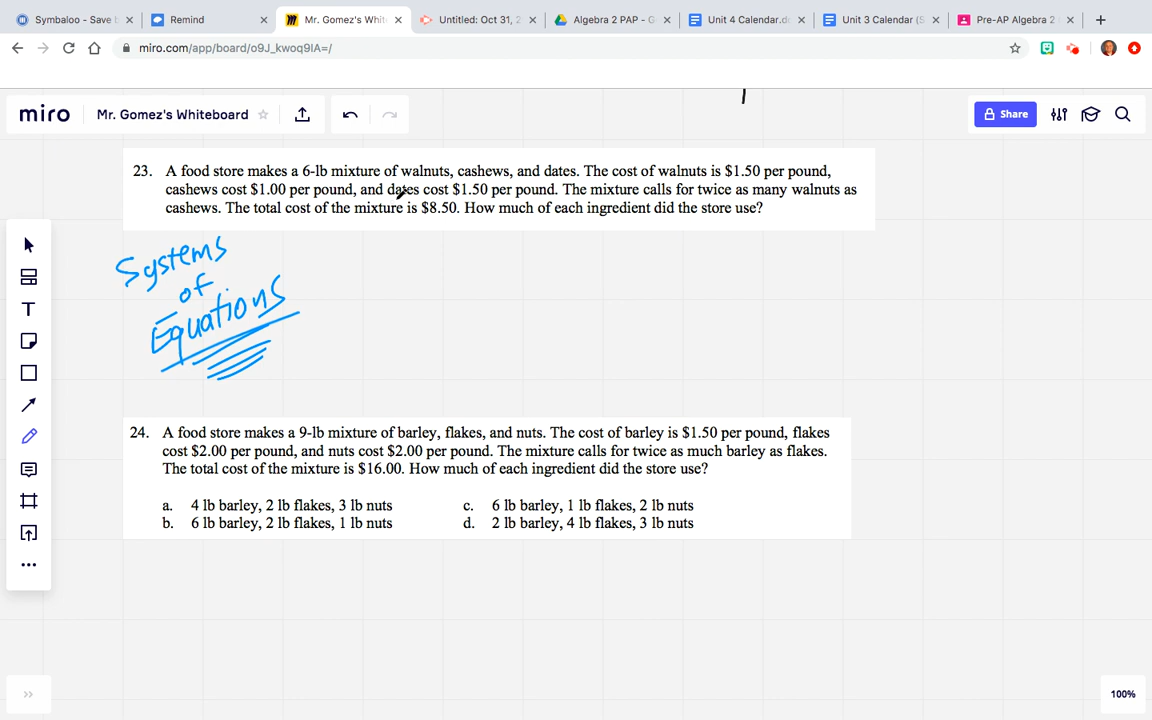 Symbaloo - Save b
Remind
Mr. Gomez's Whit
Untitled: Oct 31, 2
Algebra 2 PAP - G
Unit 4 Calendar.d
Unit 3 Calendar (S
Pre-AP Algebra 2
miro.com/app/board/o9J_kwoq9IA=/
miro
Mr. Gomez's Whiteboard
Share
23. A food store makes a 6-lb mixture of walnuts, cashews, and dates. The cost of walnuts is $1.50 per pound,
cashews cost $1.00 per pound, and dates cost $1.50 per pound. The mixture calls for twice as many walnuts as
cashews. The total cost of the mixture is $8.50. How much of each ingredient did the store use?
Systems
of
Equations
T
24. A food store makes a 9-lb mixture of barley, flakes, and nuts. The cost of barley is $1.50 per pound, flakes
cost $2.00 per pound, and nuts cost $2.00 per pound. The mixture calls for twice as much barley as flakes.
The total cost of the mixture is $16.00. How much of each ingredient did the store use?
a. 4 lb barley, 2 lb flakes, 3 lb nuts
c. 6 lb barley, 1 lb flakes, 2 lb nuts
b. 6 lb barley, 2 lb flakes, 1 lb nuts
d. 2 lb barley, 4 lb flakes, 3 lb nuts
100%